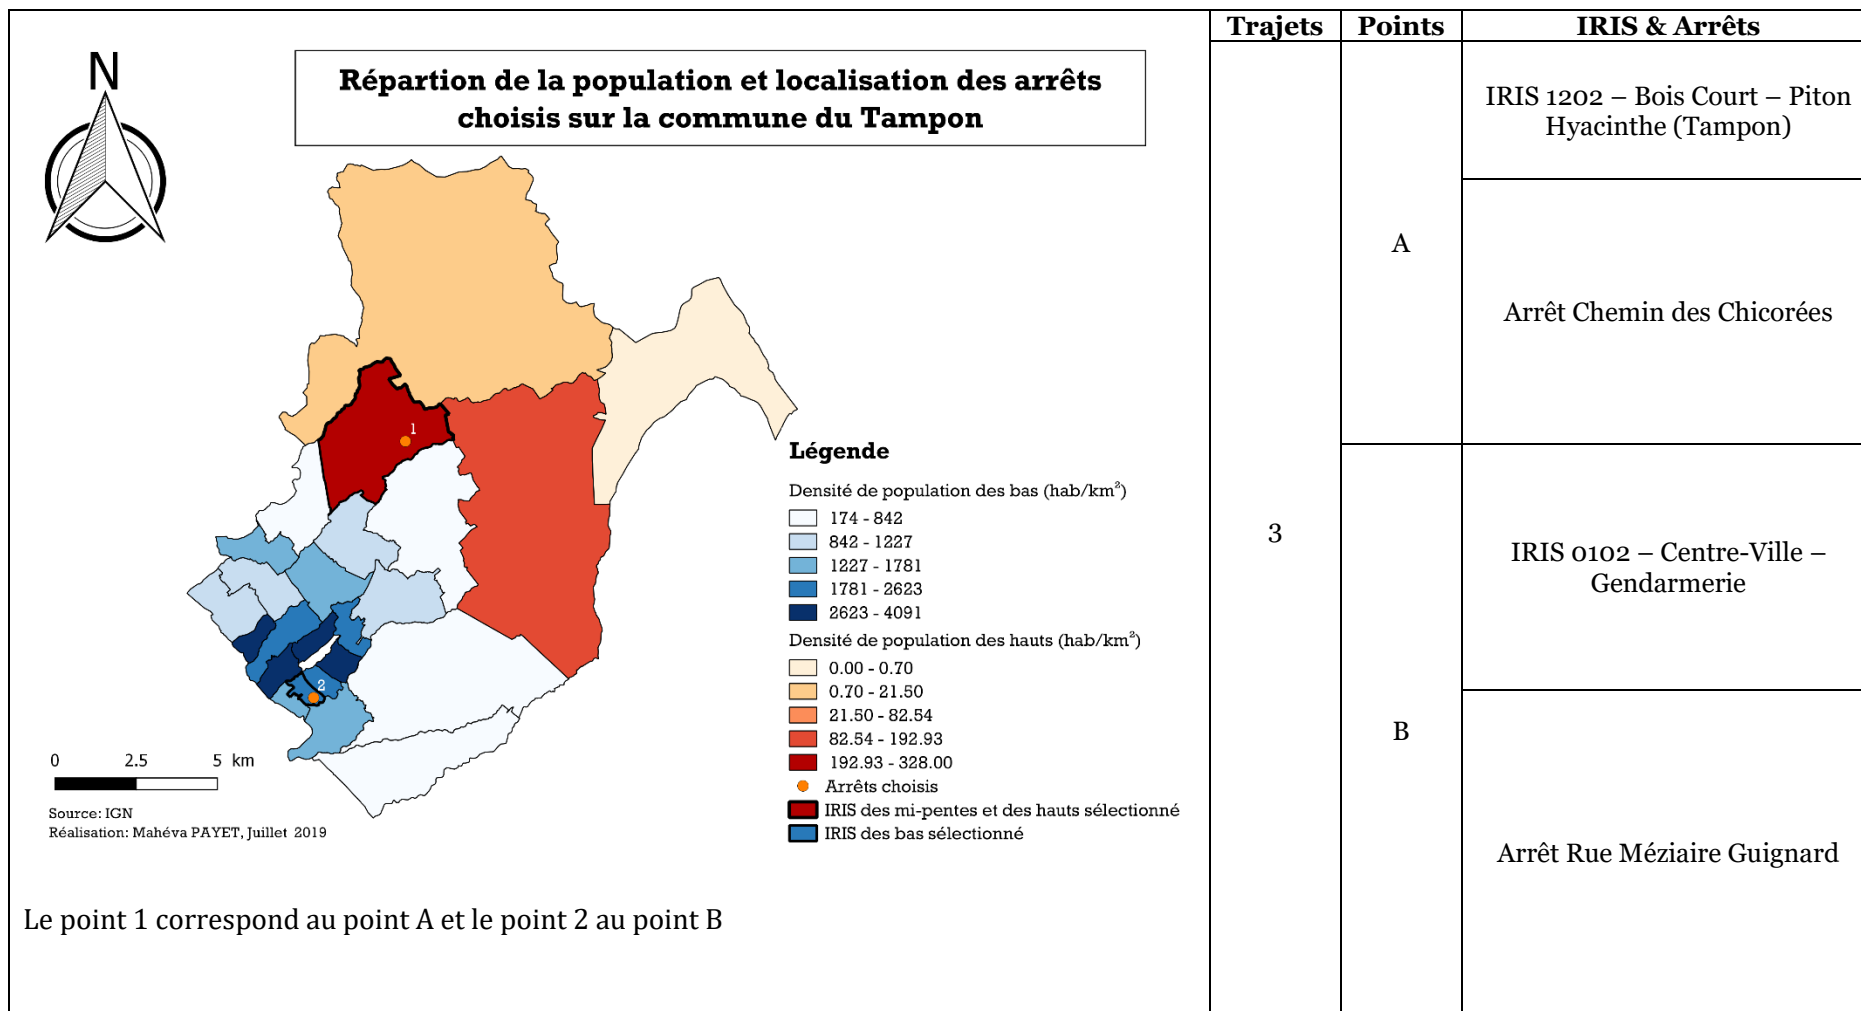 N
Répartion de la population et localisation des arrêts
choisis sur la commune du Tampon
1
2
Légende
Densité de population des bas (hab/km²)
174 - 842
842 - 1227
1227 - 1781
1781 - 2623
2623 - 4091
Densité de population des hauts (hab/km²)
0.00 - 0.70
0.70 - 21.50
21.50 - 82.54
82.54 - 192.93
192.93 - 328.00
Arrêts choisis
IRIS des mi-pentes et des hauts sélectionné
IRIS des bas sélectionné
0 2.5 5 km
Source: IGN
Réalisation: Mahéva PAYET, Juillet 2019
Le point 1 correspond au point A et le point 2 au point B
Trajets Points IRIS & Arrêts
3
A
IRIS 1202 – Bois Court – Piton
Hyacinthe (Tampon)
Arrêt Chemin des Chicorées
B
IRIS 0102 – Centre-Ville –
Gendarmerie
Arrêt Rue Méziaire Guignard